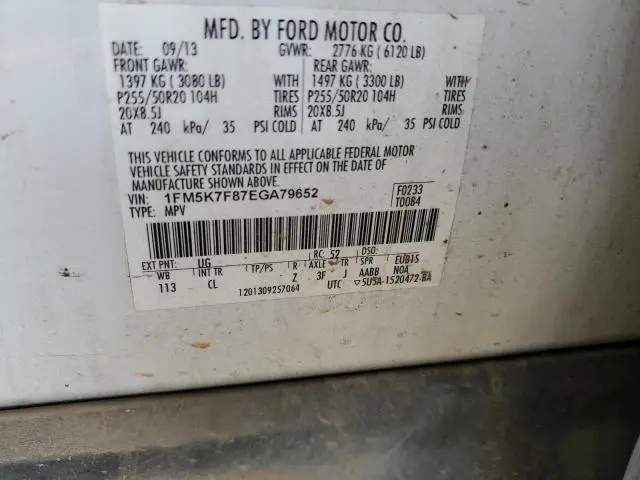 MFD. BY FORD MOTOR CO.
DATE: 09/13 GVWR: 2776 KG ( 6120 LB)
FRONT GAWR: REAR GAWR:
1397 KG ( 3080 LB) WITH 1497 KG ( 3300 LB) WITH
P255/50R20 104H TIRES P255/50R20 104H TIRES
20X8.5J RIMS 20X8.5J RIMS
AT 240 kPa/ 35 PSI COLD AT 240 kPa/ 35 PSI COLD
THIS VEHICLE CONFORMS TO ALL APPLICABLE FEDERAL MOTOR
VEHICLE SAFETY STANDARDS IN EFFECT ON THE DATE OF
MANUFACTURE SHOWN ABOVE.
VIN: 1FM5K7F87EGA79652 F0233
TYPE: MPV T0084
EXT PNT: UG RC: 52 DSO:
WB INT TR TP/PS R AXLE TR SPR EUB1S
113 CL Z 3F J AABB N0A
1201309257064 UTC ▽5U5A-1520472-BA